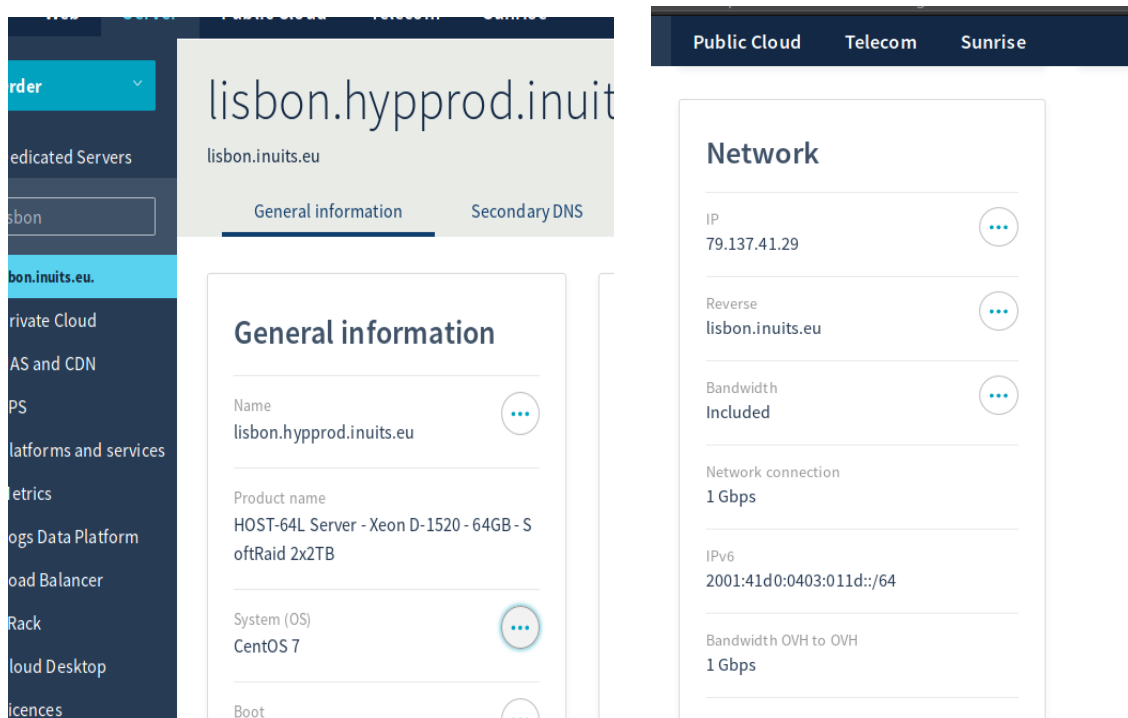 Public Cloud
Telecom
Sunrise
lisbon.hypprod.inuit
lisbon.inuits.eu
General information
Secondary DNS
rder
edicated Servers
sbon
bon.inuits.eu.
rivate Cloud
AS and CDN
PS
latforms and services
etrics
ogs Data Platform
oad Balancer
Rack
loud Desktop
icences
General information
Name
lisbon.hypprod.inuits.eu
Product name
HOST-64L Server - Xeon D-1520 - 64GB - S
oftRaid 2x2TB
System (OS)
CentOS 7
Boot
Public Cloud
Telecom
Sunrise
Network
IP
79.137.41.29
Reverse
lisbon.inuits.eu
Bandwidth
Included
Network connection
1 Gbps
IPv6
2001:41d0:0403:011d::/64
Bandwidth OVH to OVH
1 Gbps